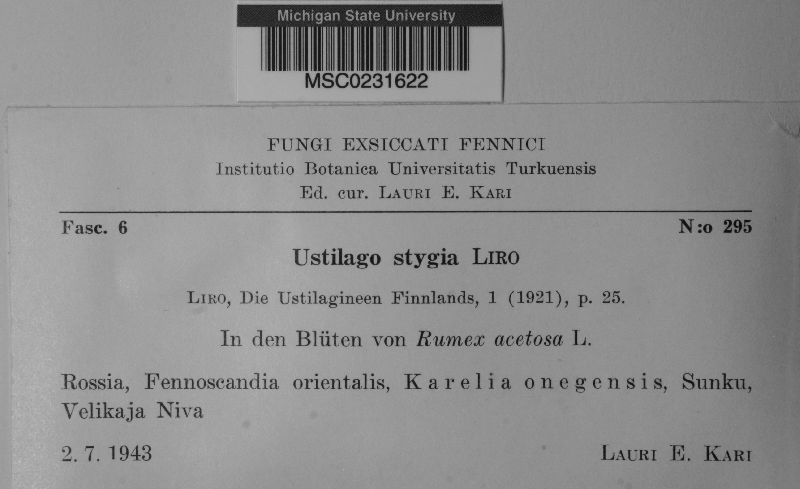 Michigan State University
MSC0231622
FUNGI EXSICCATI FENNICI
Institutio Botanica Universitatis Turkuensis
Ed. cur. LAURI E. KARI
Fasc. 6 N:o 295
Ustilago stygia LIRO
LIRO, Die Ustilagineen Finnlands, 1 (1921), p. 25.
In den Blüten von Rumex acetosa L.
Rossia, Fennoscandia orientalis, Karelia onegensis, Sunku,
Velikaja Niva
2. 7. 1943 LAURI E. KARI